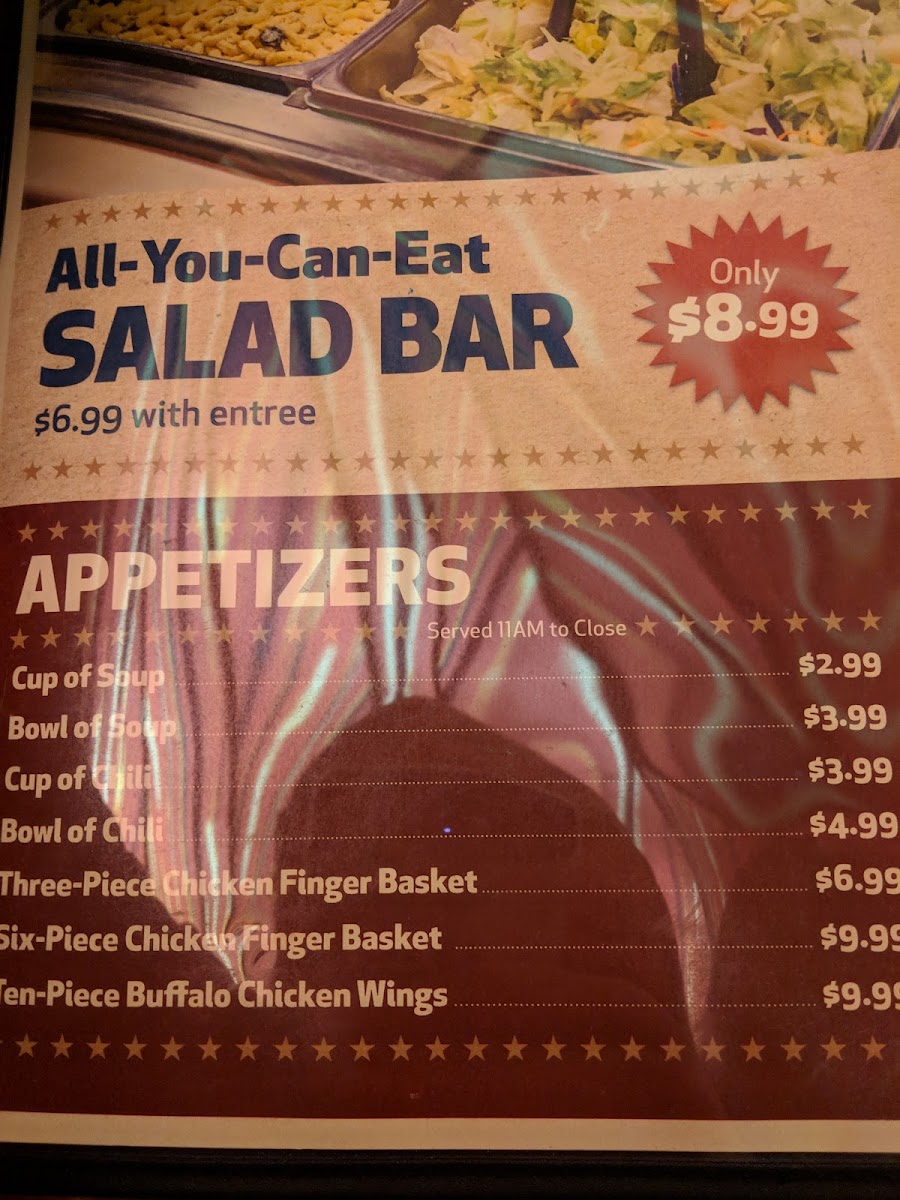 All-You-Can-Eat
SALAD BAR
$6.99 with entree
Only
$8.99
APPETIZERS
Served 11AM to Close
Cup of Soup $2.99
Bowl of Soup $3.99
Cup of Chili $3.99
Bowl of Chili $4.99
Three-Piece Chicken Finger Basket $6.99
Six-Piece Chicken Finger Basket $9.99
Ten-Piece Buffalo Chicken Wings $9.99